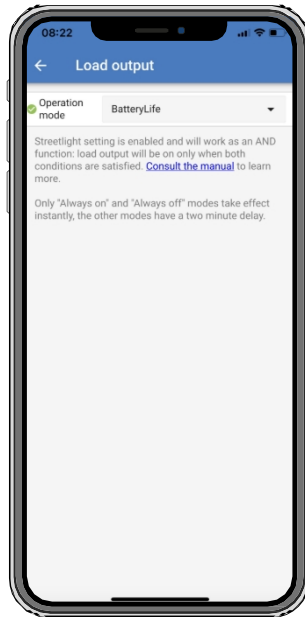 08:22
Load output
Operation
mode
BatteryLife
Streetlight setting is enabled and will work as an AND
function: load output will be on only when both
conditions are satisfied. Consult the manual to learn
more.
Only "Always on" and "Always off" modes take effect
instantly, the other modes have a two minute delay.